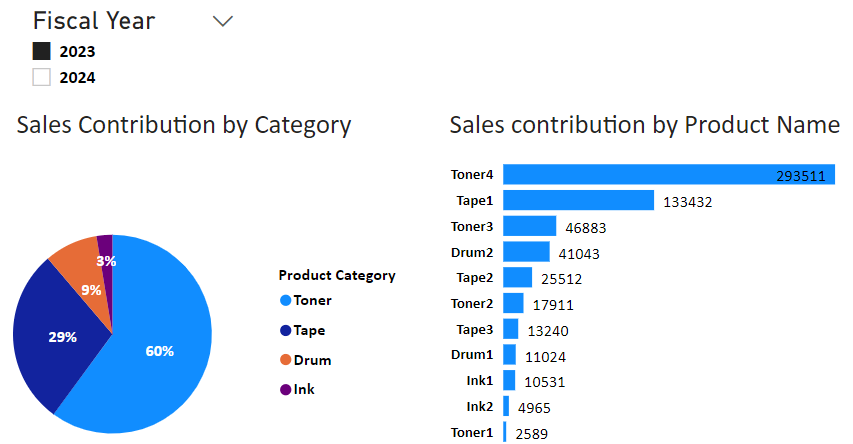 Fiscal Year
2023
2024
Sales Contribution by Category
3%
9%
29%
60%
Product Category
Toner
Tape
Drum
Ink
Sales contribution by Product Name
Toner4 293511
Tape1 133432
Toner3 46883
Drum2 41043
Tape2 25512
Toner2 17911
Tape3 13240
Drum1 11024
Ink1 10531
Ink2 4965
Toner1 2589